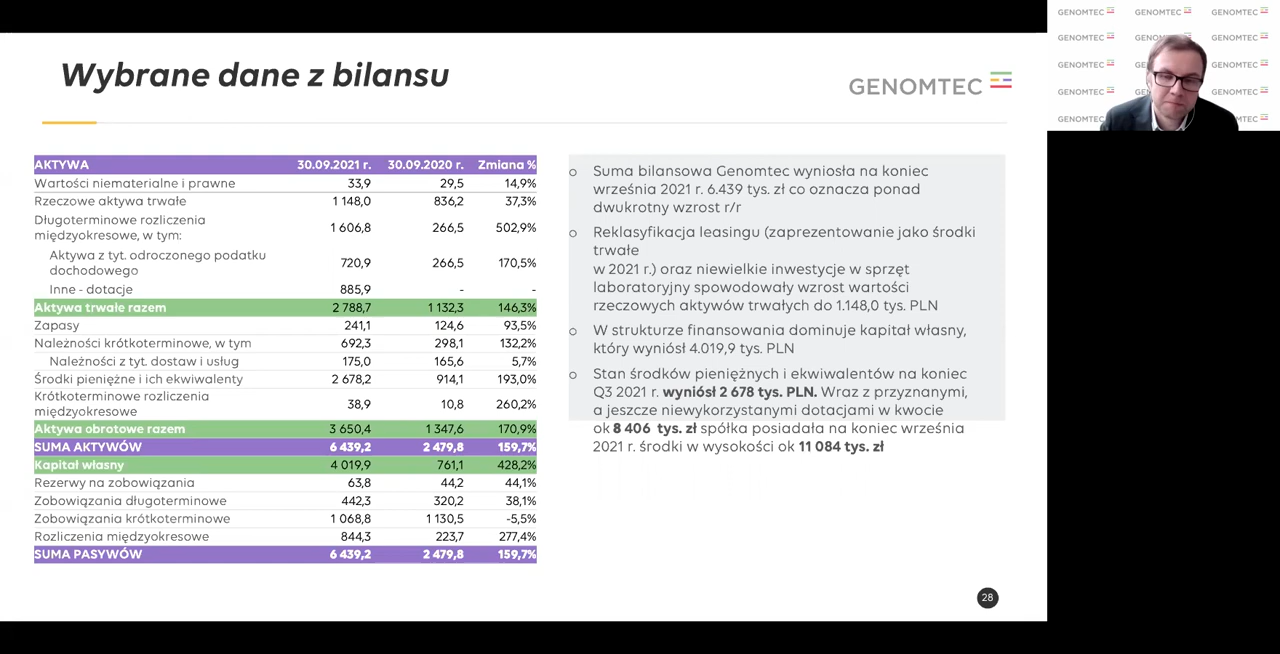 Wybrane dane z bilansu
GENOMTEC
AKTYWA 30.09.2021 r. 30.09.2020 r. Zmiana %
Wartości niematerialne i prawne 33,9 29,5 14,9%
Rzeczowe aktywa trwałe 1 148,0 836,2 37,3%
Długoterminowe rozliczenia
międzyokresowe, w tym: 1 606,8 266,5 502,9%
Aktywa z tyt. odroczonego podatku
dochodowego 720,9 266,5 170,5%
Inne - dotacje 885,9 - -
Aktywa trwałe razem 2 788,7 1 132,3 146,3%
Zapasy 241,1 124,6 93,5%
Należności krótkoterminowe, w tym 692,3 298,1 132,2%
Należności z tyt. dostaw i usług 175,0 165,6 5,7%
Środki pieniężne i ich ekwiwalenty 2 678,2 914,1 193,0%
Krótkoterminowe rozliczenia
międzyokresowe 38,9 10,8 260,2%
Aktywa obrotowe razem 3 650,4 1 347,6 170,9%
SUMA AKTYWÓW 6 439,2 2 479,8 159,7%
Kapitał własny 4 019,9 761,1 428,2%
Rezerwy na zobowiązania 63,8 44,2 44,1%
Zobowiązania długoterminowe 442,3 320,2 38,1%
Zobowiązania krótkoterminowe 1 068,8 1 130,5 -5,5%
Rozliczenia międzyokresowe 844,3 223,7 277,4%
SUMA PASYWÓW 6 439,2 2 479,8 159,7%
Suma bilansowa Genomtec wyniosła na koniec
września 2021 r. 6.439 tys. zł co oznacza ponad
dwukrotny wzrost r/r
Reklasyfikacja leasingu (zaprezentowanie jako środki
trwałe
w 2021 r.) oraz niewielkie inwestycje w sprzęt
laboratoryjny spowodowały wzrost wartości
rzeczowych aktywów trwałych do 1.148,0 tys. PLN
W strukturze finansowania dominuje kapitał własny,
który wyniósł 4.019,9 tys. PLN
Stan środków pieniężnych i ekwiwalentów na koniec
Q3 2021 r. wyniósł 2 678 tys. PLN. Wraz z przyznanymi,
a jeszcze niewykorzystanymi dotacjami w kwocie
ok 8 406 tys. zł spółka posiadała na koniec września
2021 r. środki w wysokości ok 11 084 tys. zł
28
GENOMTEC GENOMTEC GENOMTEC
GENOMTEC GENOM GENOMTEC
GENOMTEC GENOMTEC
GENOMTEC GENOMTEC
GENOMTEC MTEC